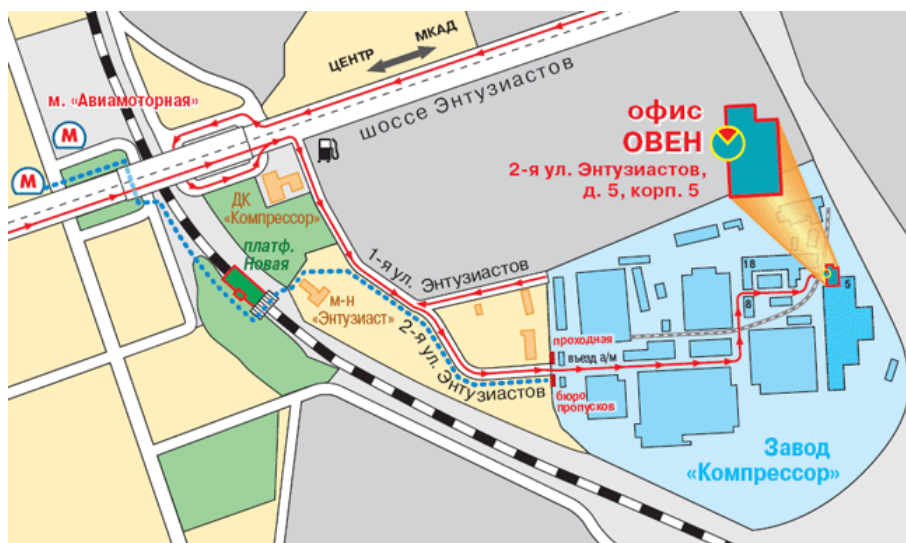 ЦЕНТР
МКАД
м. «Авиамоторная»
М
М
шоссе Энтузиастов
офис
ОВЕН
2-я ул. Энтузиастов,
д. 5, корп. 5
ДК
«Компрессор»
платф.
Новая
1-я ул. Энтузиастов
м-н
«Энтузиаст»
2-я ул. Энтузиастов
18
8
5
проходная
въезд а/м
бюро
пропусков
Завод
«Компрессор»